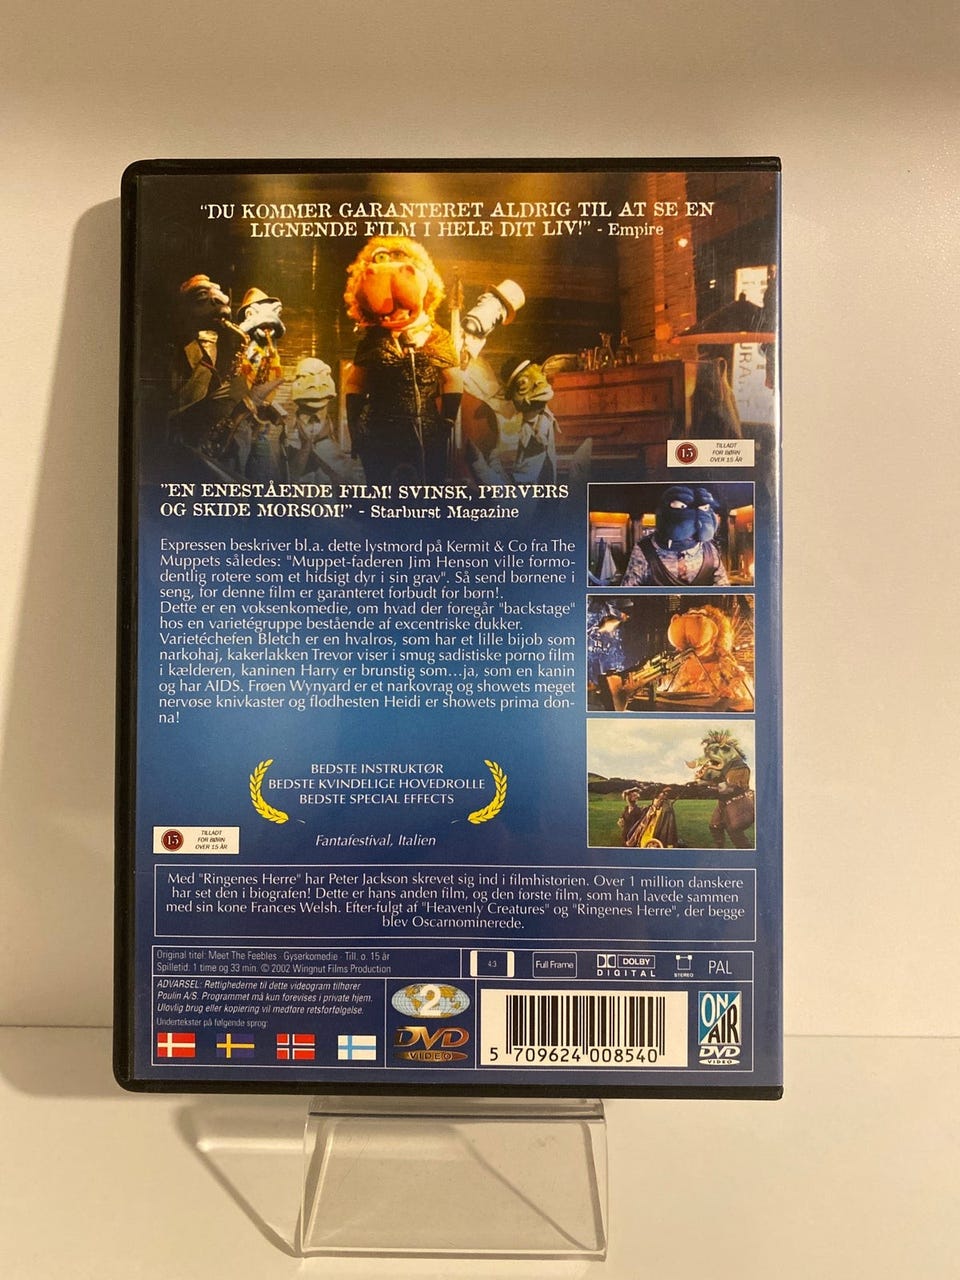 "DU KOMMER GARANTERET ALDRIG TIL AT SE EN
LIGNENDE FILM I HELE DIT LIV!" - Empire
URA
15
TILLADT
FOR BØRN
OVER 15 ÅR
"EN ENESTÅENDE FILM! SVINSK, PERVERS
OG SKIDE MORSOM!" - Starburst Magazine
Expressen beskriver bl.a. dette lystmord på Kermit & Co fra The
Muppets således: "Muppet-faderen Jim Henson ville formo-
dentlig rotere som et hidsigt dyr i sin grav". Så send børnene i
seng, for denne film er garanteret forbudt for børn!.
Dette er en voksenkomedie, om hvad der foregår "backstage"
hos en varietégruppe bestående af excentriske dukker.
Varietéchefen Bletch er en hvalros, som har et lille bijob som
narkohaj, kakerlakken Trevor viser i smug sadistiske porno film
i kælderen, kaninen Harry er brunstig som...ja, som en kanin
og har AIDS. Frøen Wynyard er et narkovrag og showets meget
nervøse knivkaster og flodhesten Heidi er showets prima don-
na!
BEDSTE INSTRUKTØR
BEDSTE KVINDELIGE HOVEDROLLE
BEDSTE SPECIAL EFFECTS
Fantafestival, Italien
15
TILLADT
FOR BØRN
OVER 15 ÅR
Med "Ringenes Herre" har Peter Jackson skrevet sig ind i filmhistorien. Over 1 million danskere
har set den i biografen! Dette er hans anden film, og den første film, som han lavede sammen
med sin kone Frances Welsh. Efter-fulgt af "Heavenly Creatures" og "Ringenes Herre", der begge
blev Oscarnominerede.
Original titel: Meet The Feebles · Gyserkomedie · Till. o. 15 år
Spilletid: 1 time og 33 min. © 2002 Wingnut Films Production
4:3
Full Frame
DOLBY
DIGITAL
STEREO
PAL
ADVARSEL: Rettighederne til dette videogram tilhører
Poulin A/S. Programmet må kun forevises i private hjem.
Ulovlig brug eller kopiering vil medføre retsforfølgelse.
Undertekster på følgende sprog:
2
DVD
VIDEO
5 709624 008540
ON
AIR
DVD
VIDEO